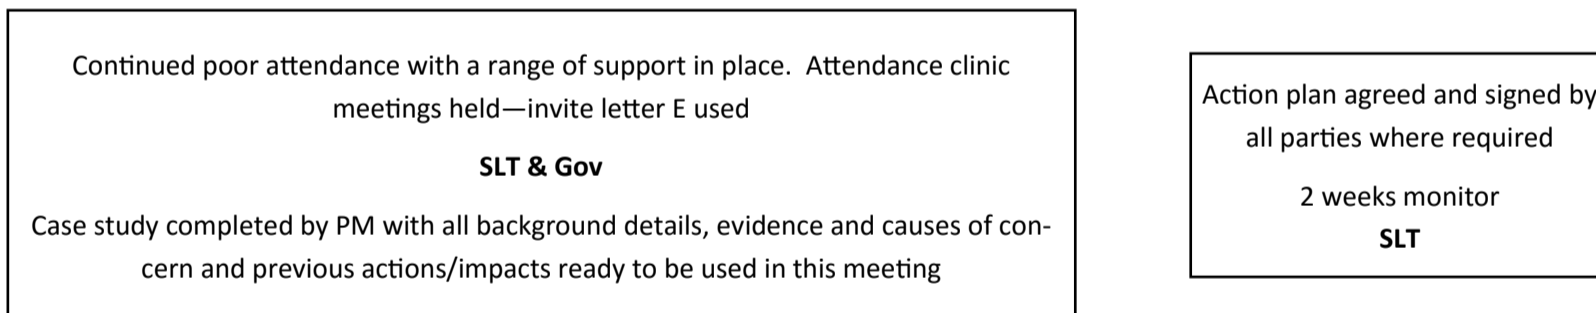 Continued poor attendance with a range of support in place.  Attendance clinic
meetings held—invite letter E used
SLT & Gov
Case study completed by PM with all background details, evidence and causes of con-
cern and previous actions/impacts ready to be used in this meeting
Action plan agreed and signed by
all parties where required
2 weeks monitor
SLT